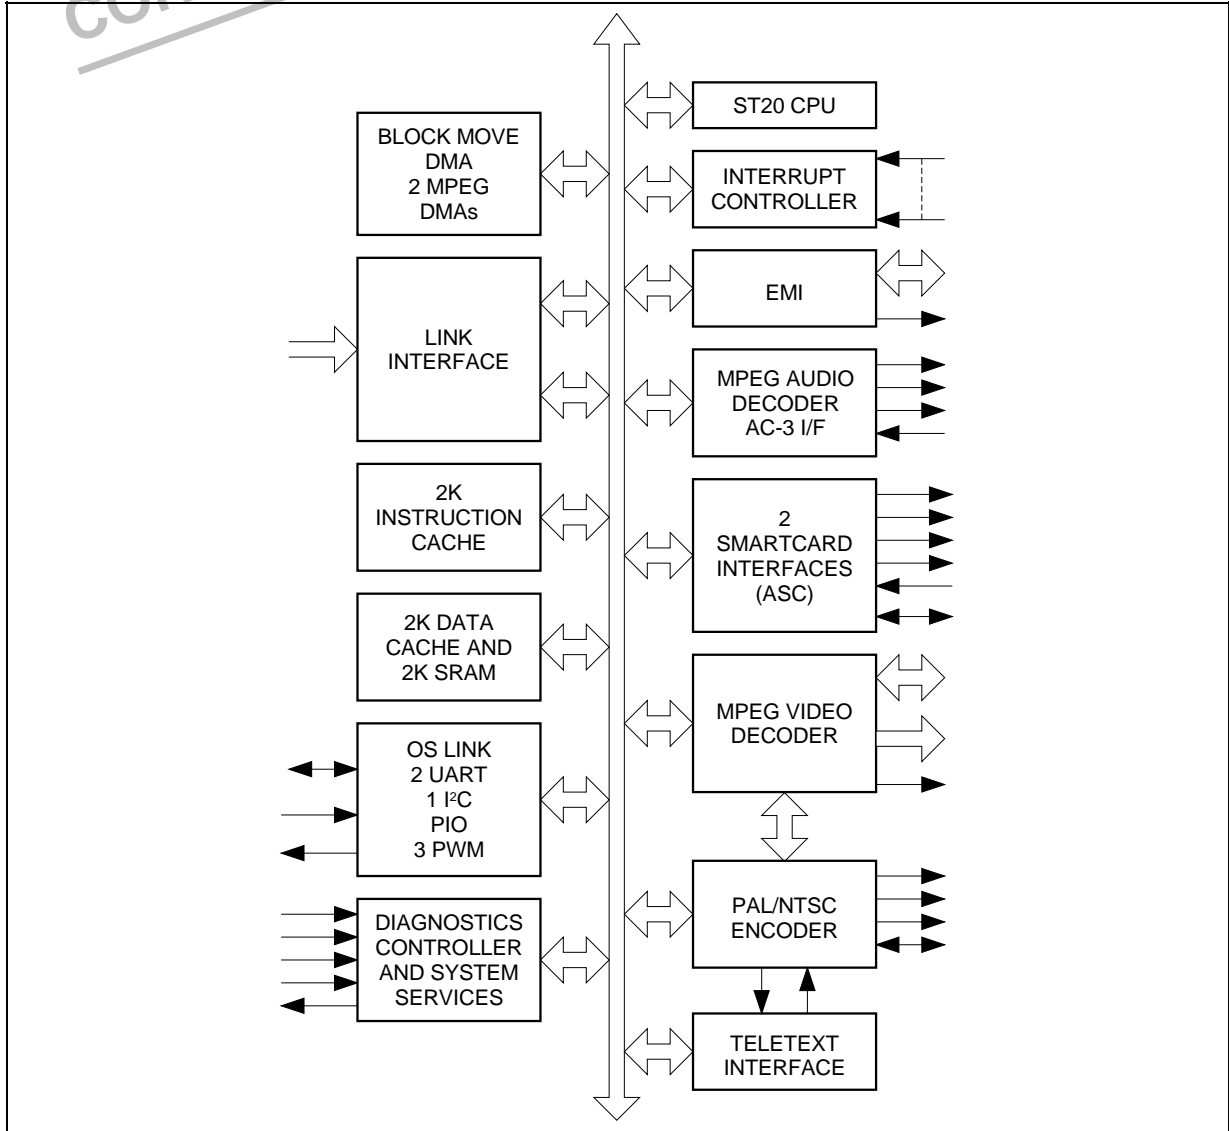 BLOCK MOVE
DMA
2 MPEG
DMAs
LINK
INTERFACE
2K
INSTRUCTION
CACHE
2K DATA
CACHE AND
2K SRAM
OS LINK
2 UART
1 I²C
PIO
3 PWM
DIAGNOSTICS
CONTROLLER
AND SYSTEM
SERVICES
ST20 CPU
INTERRUPT
CONTROLLER
EMI
MPEG AUDIO
DECODER
AC-3 I/F
2
SMARTCARD
INTERFACES
(ASC)
MPEG VIDEO
DECODER
PAL/NTSC
ENCODER
TELETEXT
INTERFACE